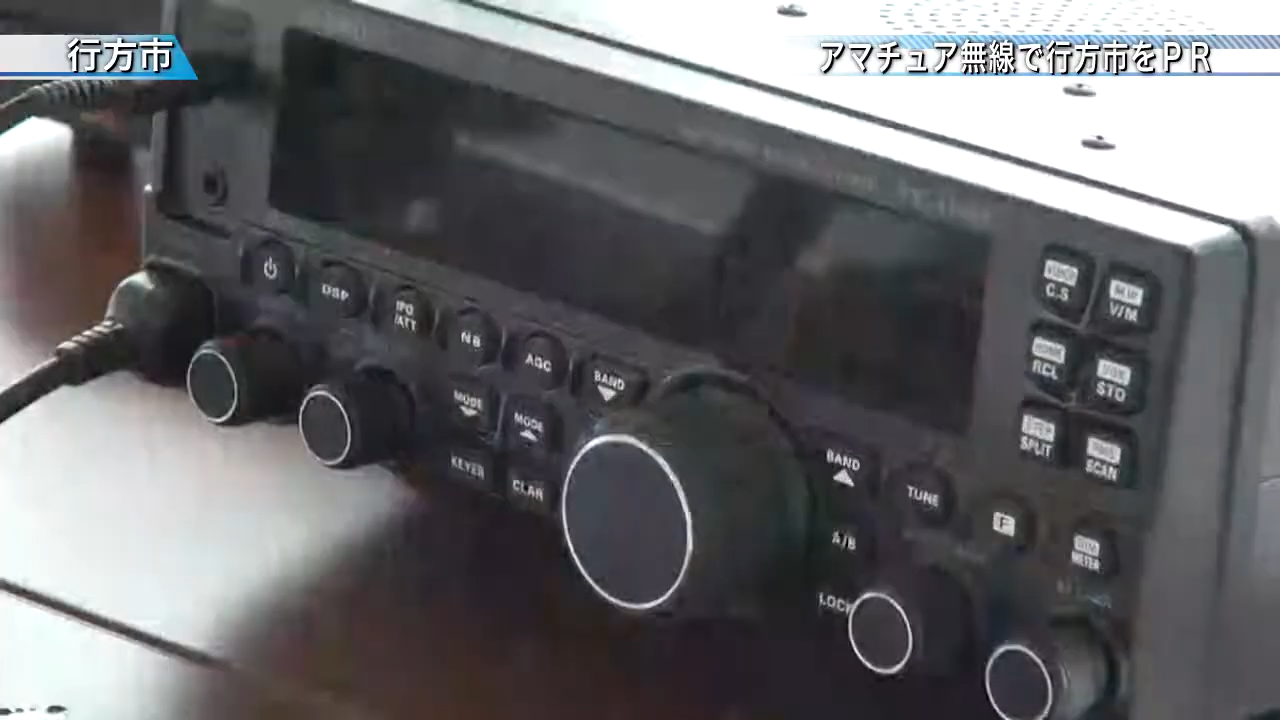 行方市
アマチュア無線で行方市をＰＲ
C.S
V/M
DSP
IPO
ATT
NB
AGC
BAND
RCL
STO
MODE
MODE
SPLIT
SCAN
KEYER
CLAR
BAND
TUNE
F
A/B
DIM
METER
LOCK